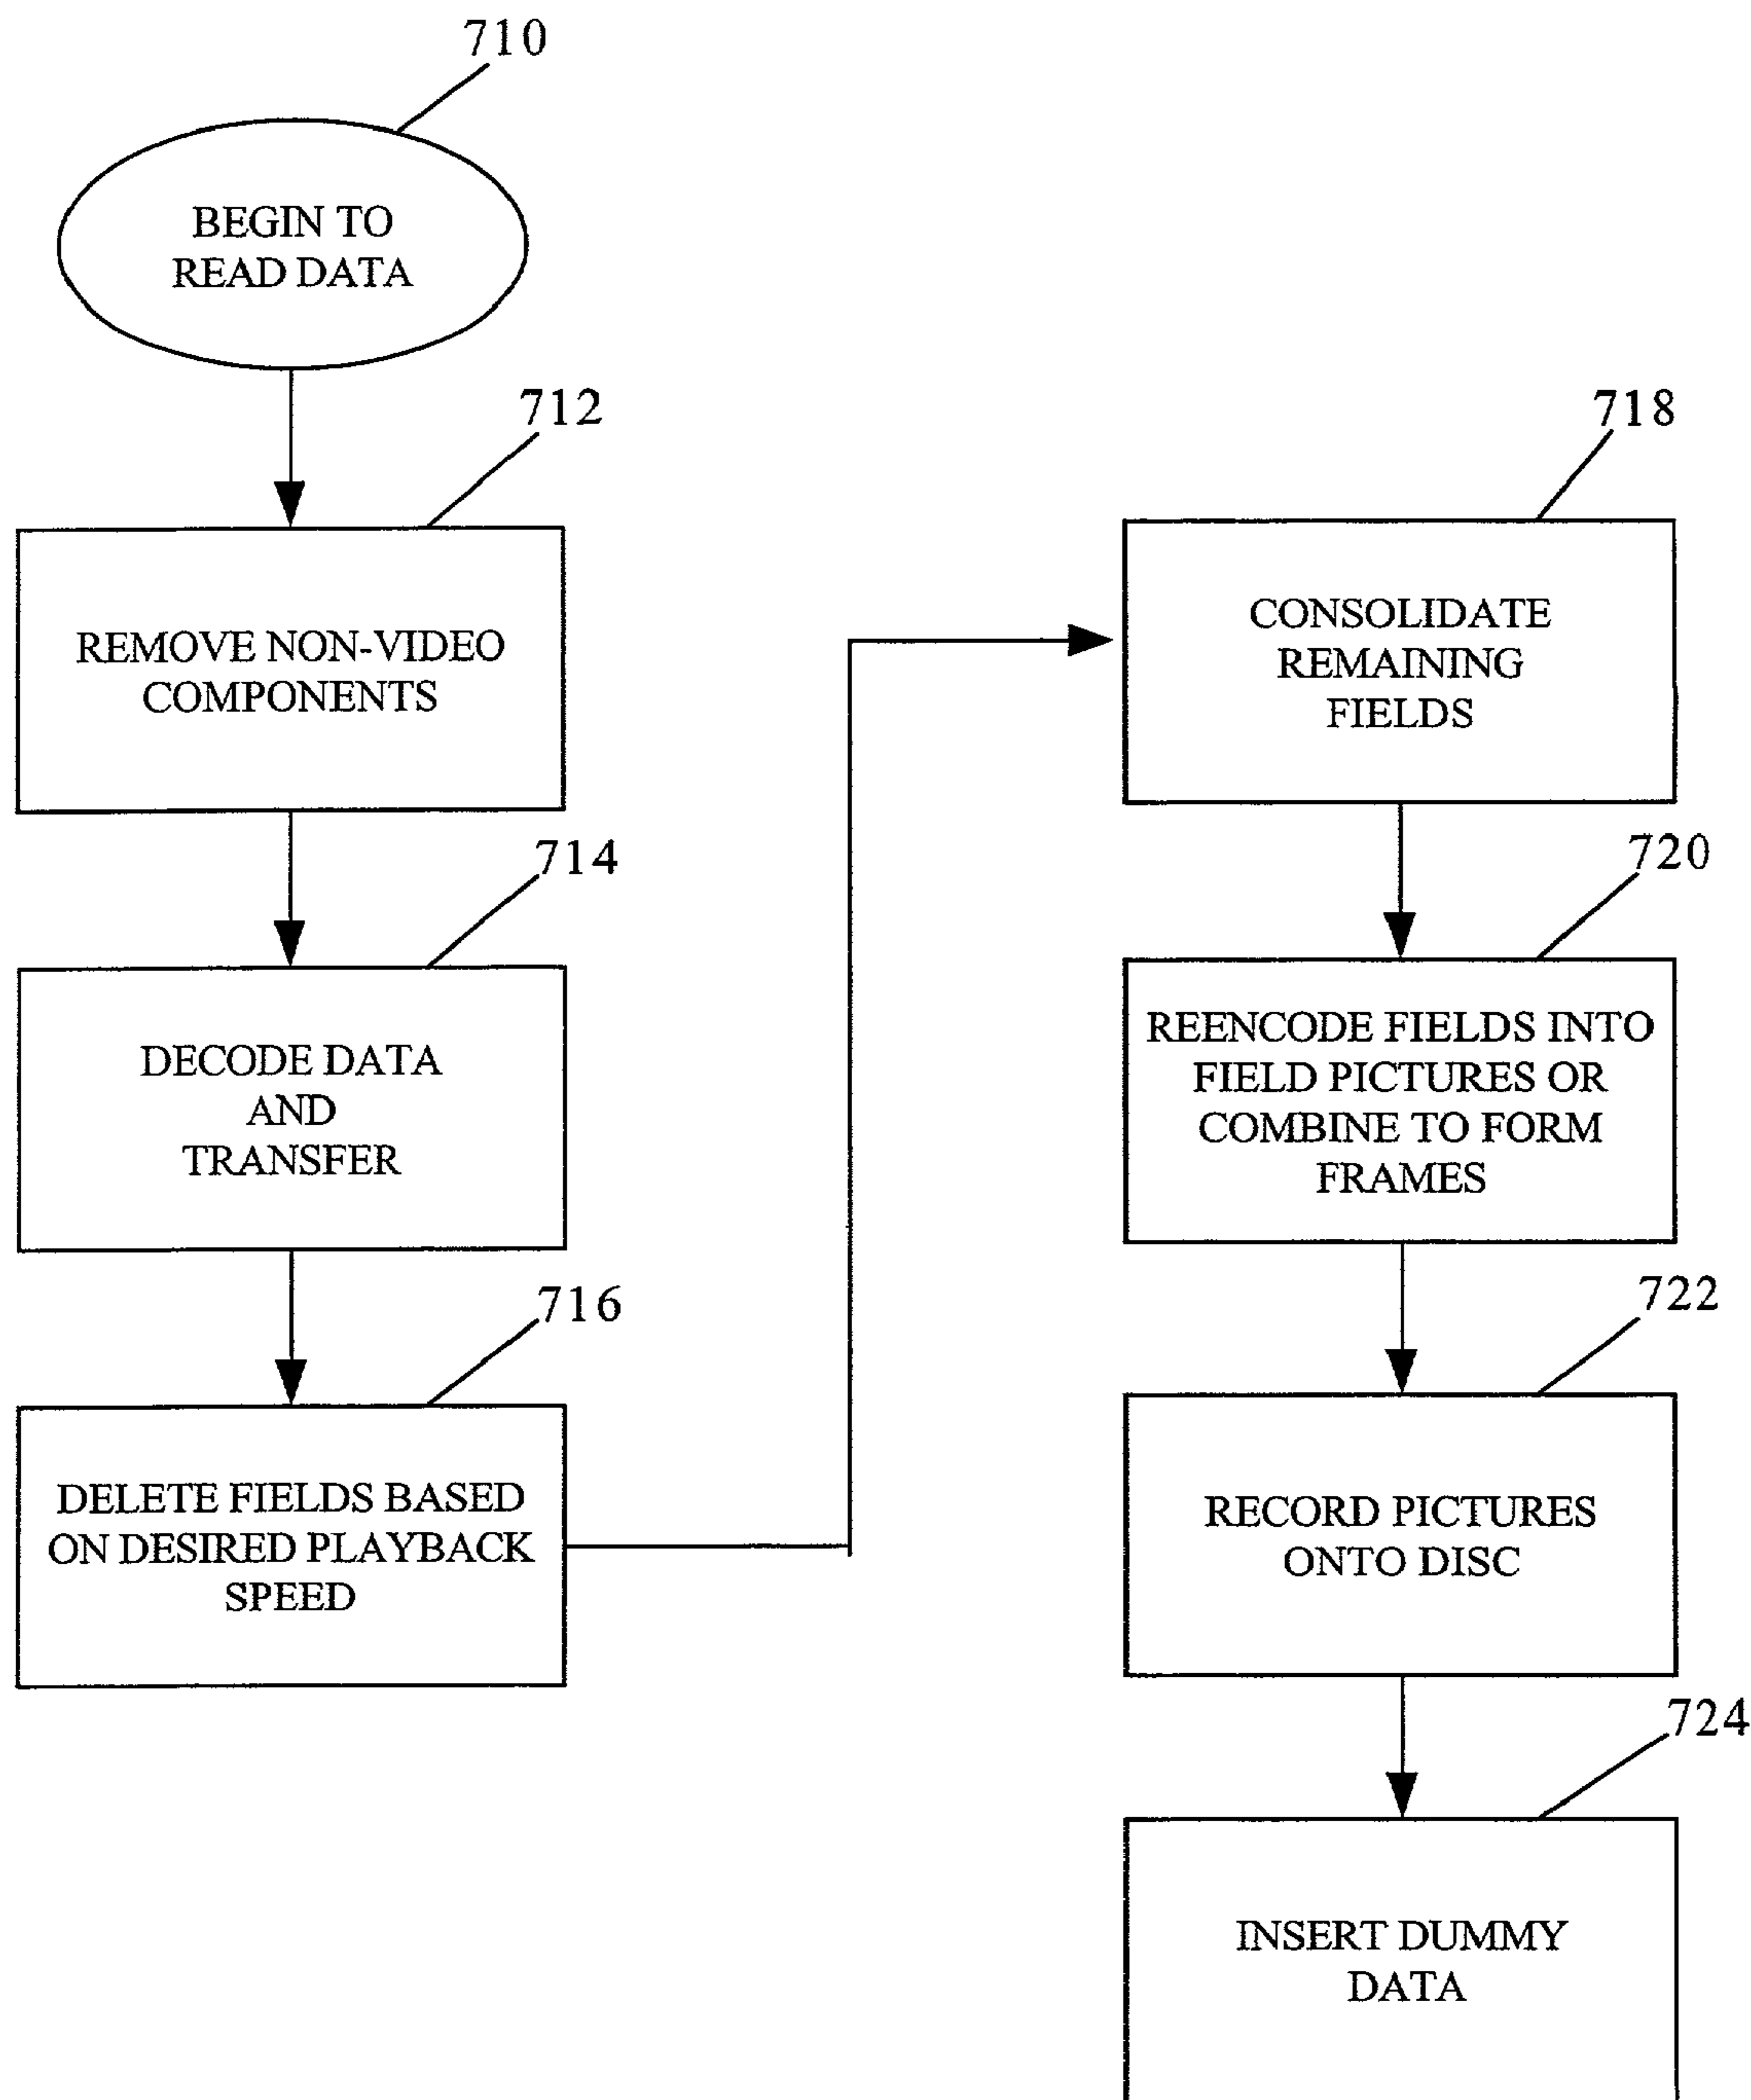 710
BEGIN TO
READ DATA
712
REMOVE NON-VIDEO
COMPONENTS
714
DECODE DATA
AND
TRANSFER
716
DELETE FIELDS BASED
ON DESIRED PLAYBACK
SPEED
718
CONSOLIDATE
REMAINING
FIELDS
720
REENCODE FIELDS INTO
FIELD PICTURES OR
COMBINE TO FORM
FRAMES
722
RECORD PICTURES
ONTO DISC
724
INSERT DUMMY
DATA